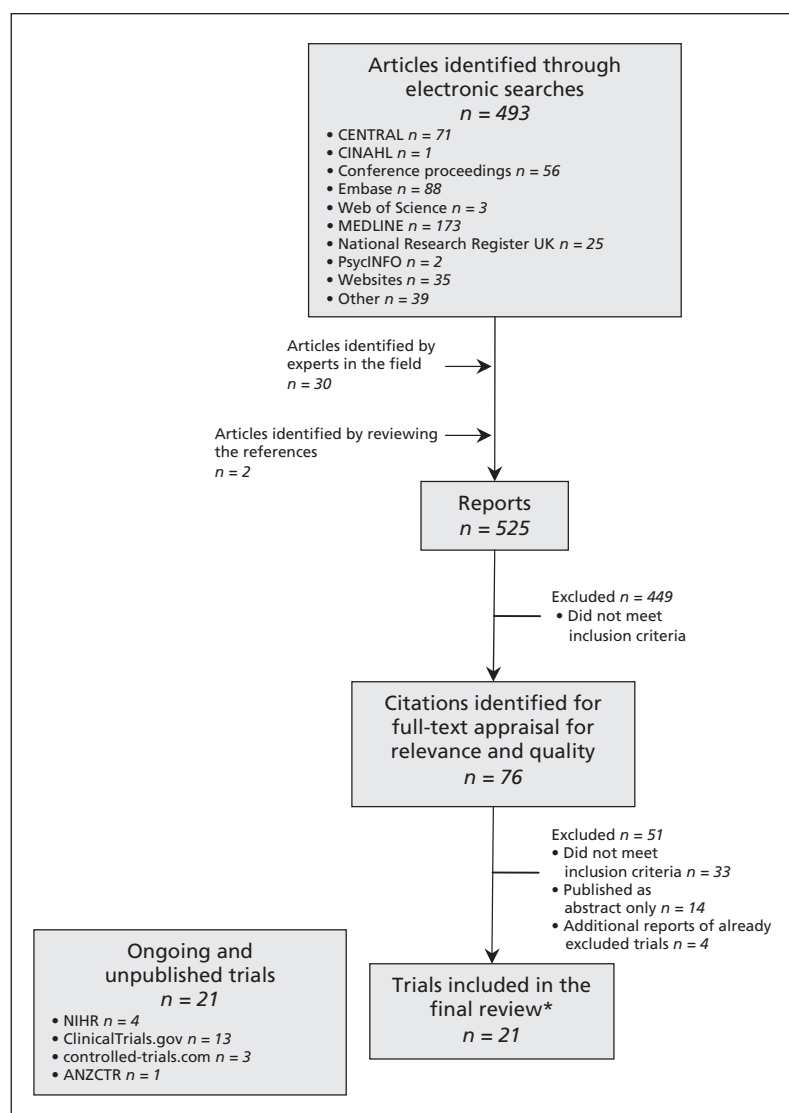 Articles identified through
electronic searches
n = 493
• CENTRAL n = 71
• CINAHL n = 1
• Conference proceedings n = 56
• Embase n = 88
• Web of Science n = 3
• MEDLINE n = 173
• National Research Register UK n = 25
• PsycINFO n = 2
• Websites n = 35
• Other n = 39
Articles identified by
experts in the field
n = 30
Articles identified by reviewing
the references
n = 2
Reports
n = 525
Excluded n = 449
• Did not meet
inclusion criteria
Citations identified for
full-text appraisal for
relevance and quality
n = 76
Excluded n = 51
• Did not meet
inclusion criteria n = 33
• Published as
abstract only n = 14
• Additional reports of already
excluded trials n = 4
Ongoing and
unpublished trials
n = 21
• NIHR n = 4
• ClinicalTrials.gov n = 13
• controlled-trials.com n = 3
• ANZCTR n = 1
Trials included in the
final review*
n = 21